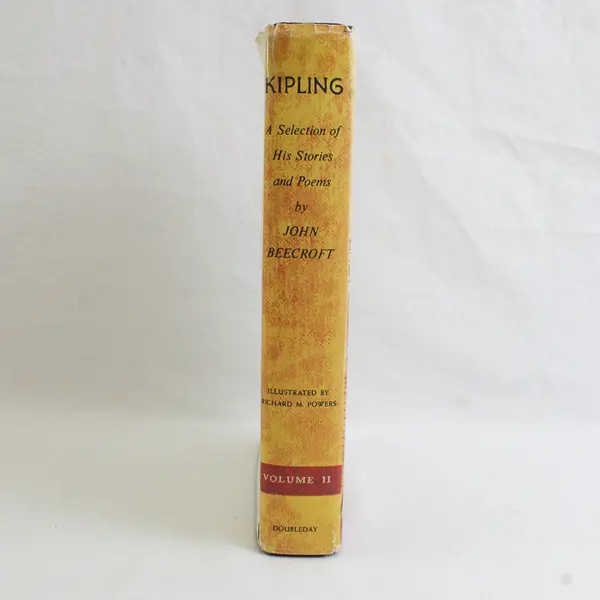 KIPLING
A Selection of
His Stories
and Poems
by
JOHN
BEECROFT
ILLUSTRATED BY
RICHARD M. POWERS
VOLUME II
DOUBLEDAY